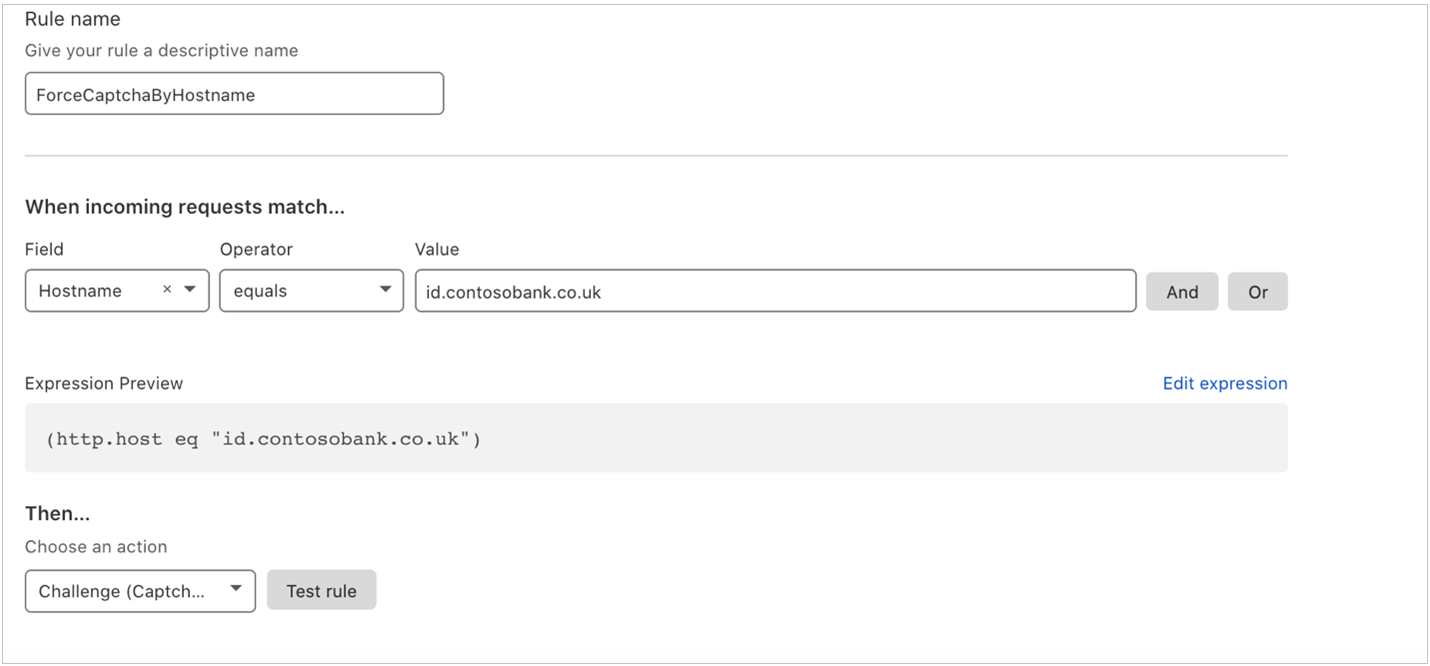 Rule name
Give your rule a descriptive name
ForceCaptchaByHostname
When incoming requests match...
Field Operator Value
Hostname × equals id.contosobank.co.uk And Or
Expression Preview Edit expression
(http.host eq "id.contosobank.co.uk")
Then...
Choose an action
Challenge (Captch... Test rule